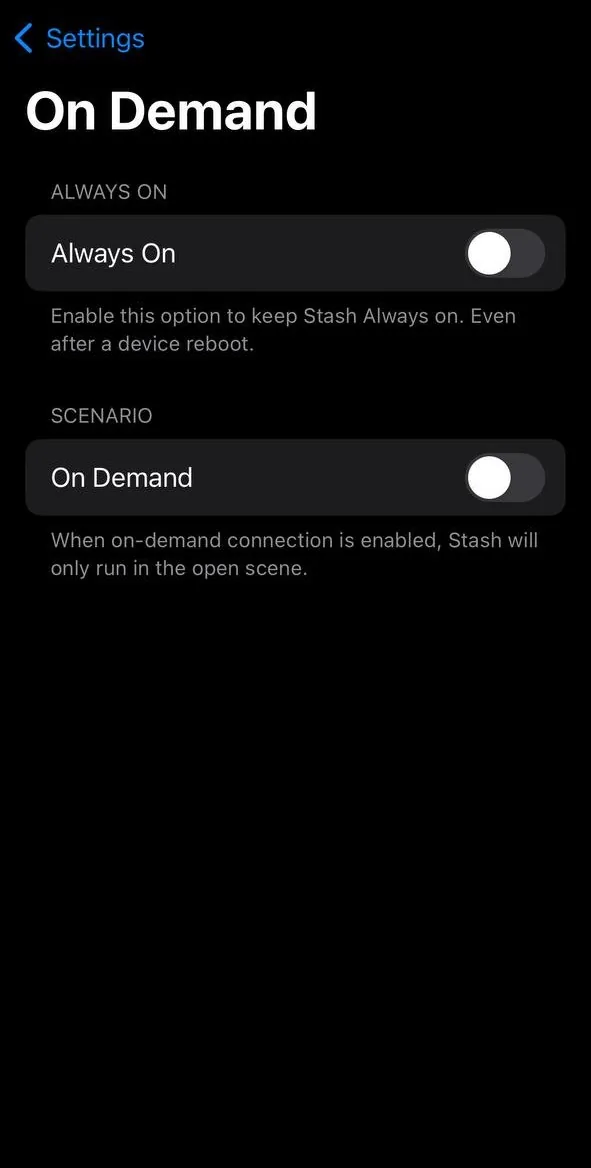 Settings
On Demand
ALWAYS ON
Always On
Enable this option to keep Stash Always on. Even
after a device reboot.
SCENARIO
On Demand
When on-demand connection is enabled, Stash will
only run in the open scene.